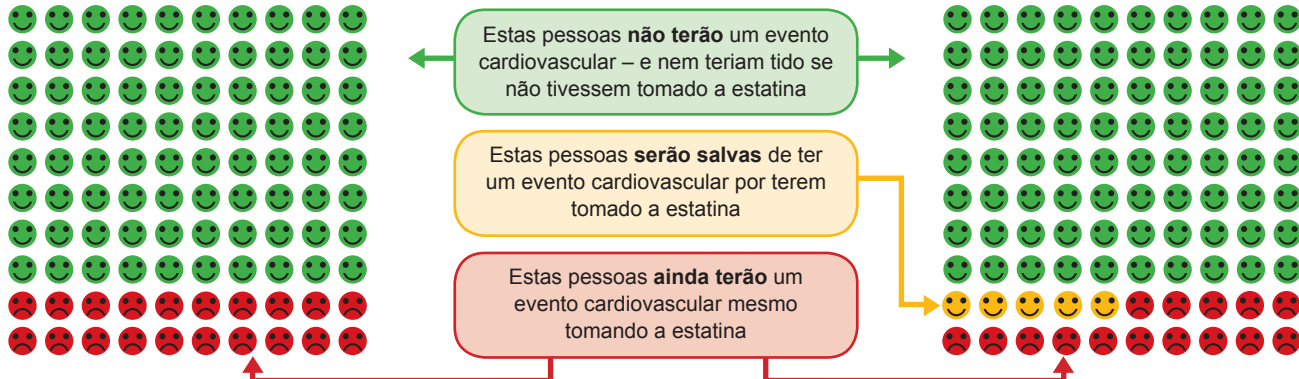 Estas pessoas não terão um evento
cardiovascular – e nem teriam tido se
não tivessem tomado a estatina
Estas pessoas serão salvas de ter
um evento cardiovascular por terem
tomado a estatina
Estas pessoas ainda terão um
evento cardiovascular mesmo
tomando a estatina